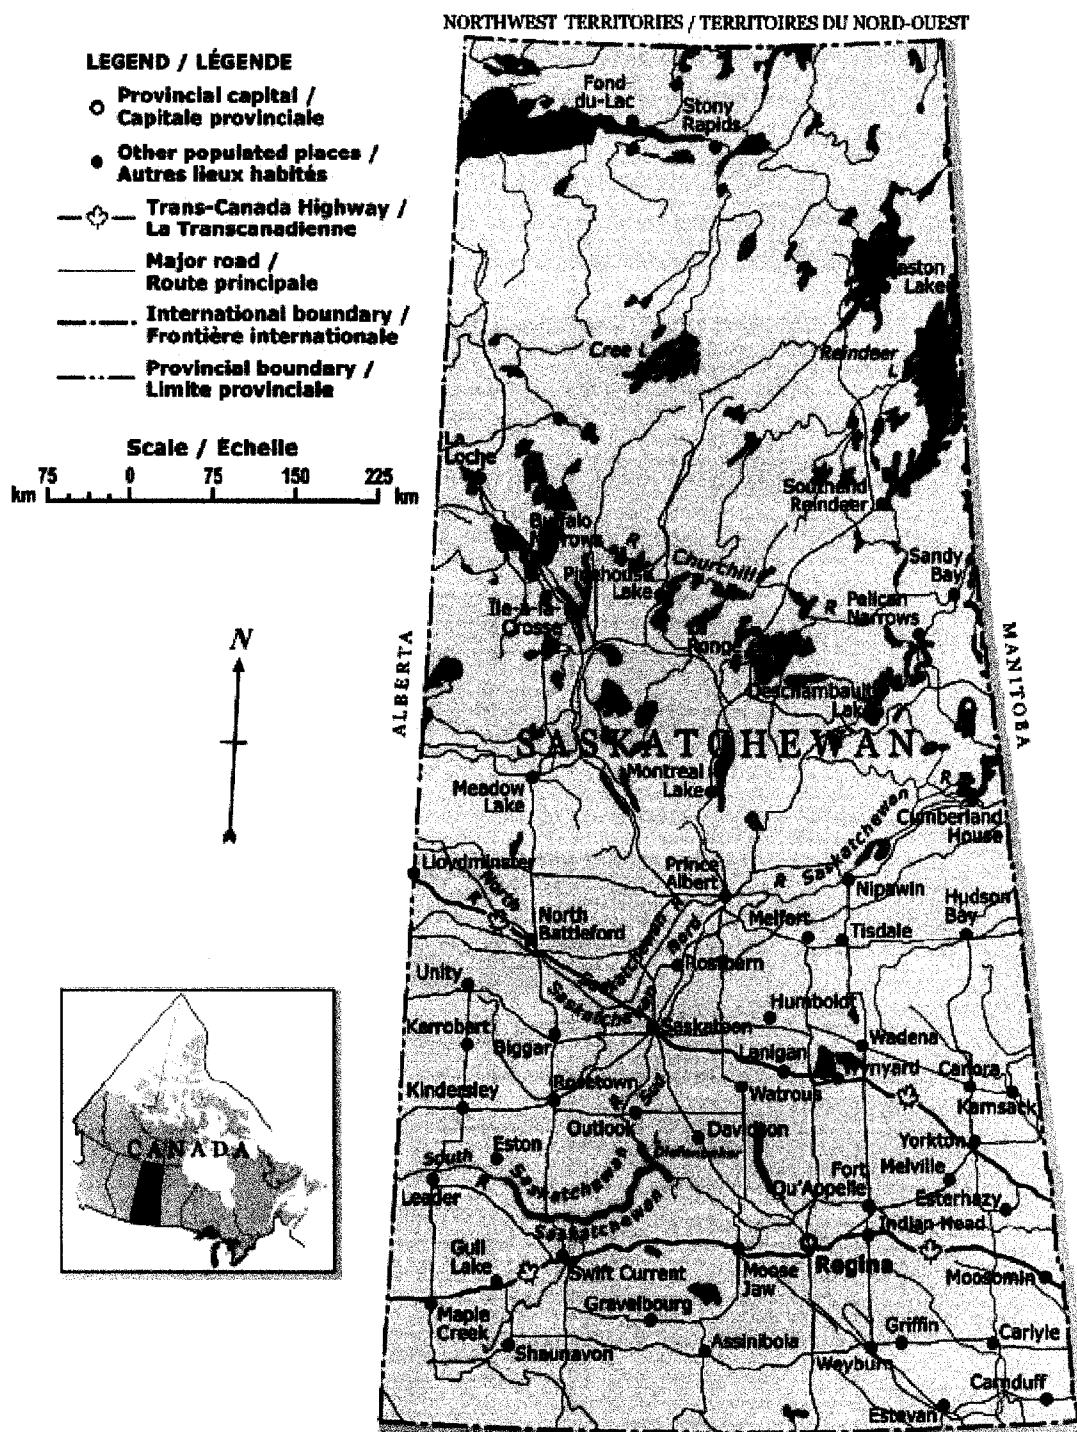 NORTHWEST TERRITORIES / TERRITOIRES DU NORD-OUEST
LEGEND / LÉGENDE
Provincial capital /
Capitale provinciale
Other populated places /
Autres lieux habités
Trans-Canada Highway /
La Transcanadienne
Major road /
Route principale
International boundary /
Frontière internationale
Provincial boundary /
Limite provinciale
Scale / Échelle
75 0 75 150 225
km km
N
ALBERTA
MANITOBA
SASKATCHEWAN
Fond
du-Lac
Stony
Rapids
Lake
Cree L
Reindeer
L
La
Loche
Southend
Reindeer
Buffalo
Narrows
R
Churchill
R
Sandy
Bay
Pinehouse
Lake
Pelican
Narrows
Île-à-la-
Crosse
Ronge
Deschambault
Lake
Meadow
Lake
Montreal
Lake
Saskatchewan
R
Cumberland
House
Lloydminster
North
R
Prince
Albert
R
Nipawin
Hudson
Bay
North
Battleford
Melfort
Tisdale
Saskatchewan R
Rosthern
Unity
Saskatchewan
Humboldt
Kerrobert
Biggar
Saskatoon
Lanigan
Wadena
Wynyard
Canora
Kindersley
Rosetown
Watrous
Kamsack
Outlook
Davidson
Yorkton
Eston
L
Diefenbaker
South
R
Saskatchewan
Fort
Qu'Appelle
Melville
Leader
Esterhazy
Saskatchewan
Indian Head
Gull
Lake
Swift Current
Moose
Jaw
Regina
Moosomin
Maple
Creek
Gravelbourg
Griffin
Carlyle
Shaunavon
Assiniboia
Weyburn
Carnduff
Estevan
CANADA